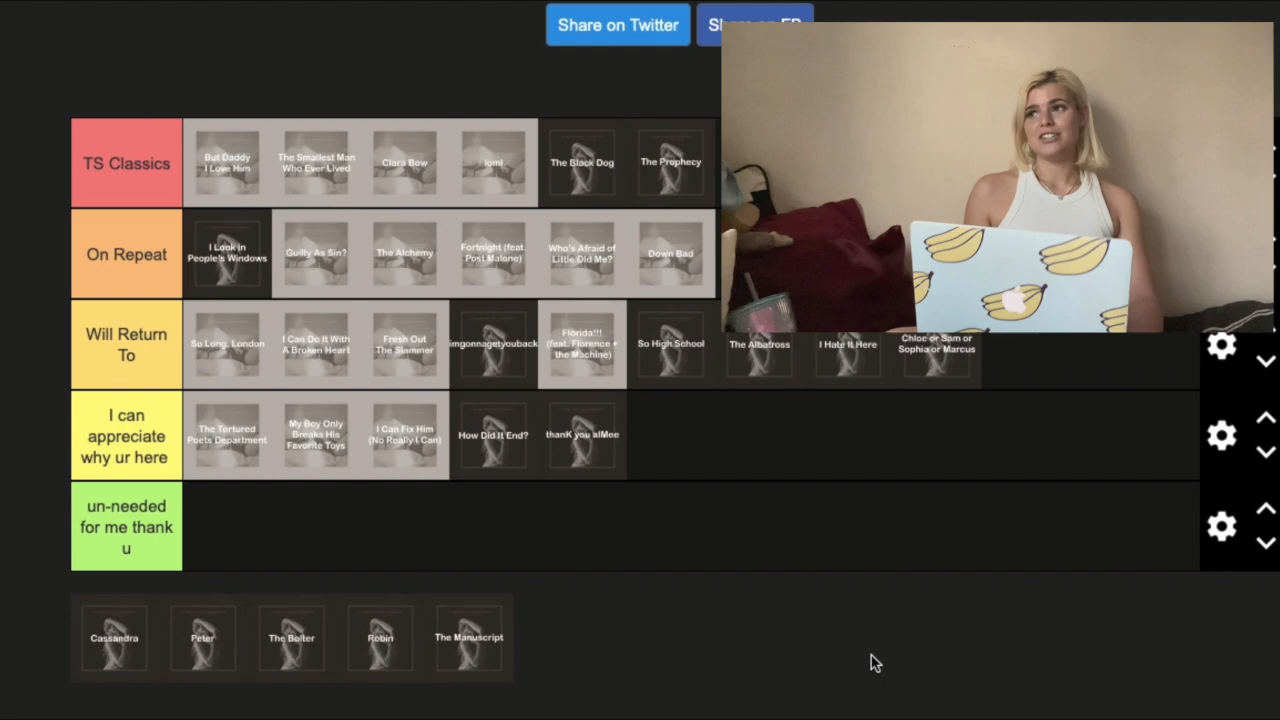 Share on Twitter
Share on FB
TS Classics
But Daddy
I Love Him
The Smallest Man
Who Ever Lived
Clara Bow
loml
The Black Dog
The Prophecy
On Repeat
I Look in
People's Windows
Guilty As Sin?
The Alchemy
Fortnight (feat.
Post Malone)
Who's Afraid of
Little Old Me?
Down Bad
Will Return
To
So Long, London
I Can Do It With
A Broken Heart
Fresh Out
The Slammer
imgonnagetyouback
Florida!!!
(feat. Florence +
the Machine)
So High School
The Albatross
I Hate It Here
Chloe or Sam or
Sophia or Marcus
I can
appreciate
why ur here
The Tortured
Poets Department
My Boy Only
Breaks His
Favorite Toys
I Can Fix Him
(No Really I Can)
How Did It End?
thanK you aIMee
un-needed
for me thank
u
Cassandra
Peter
The Bolter
Robin
The Manuscript